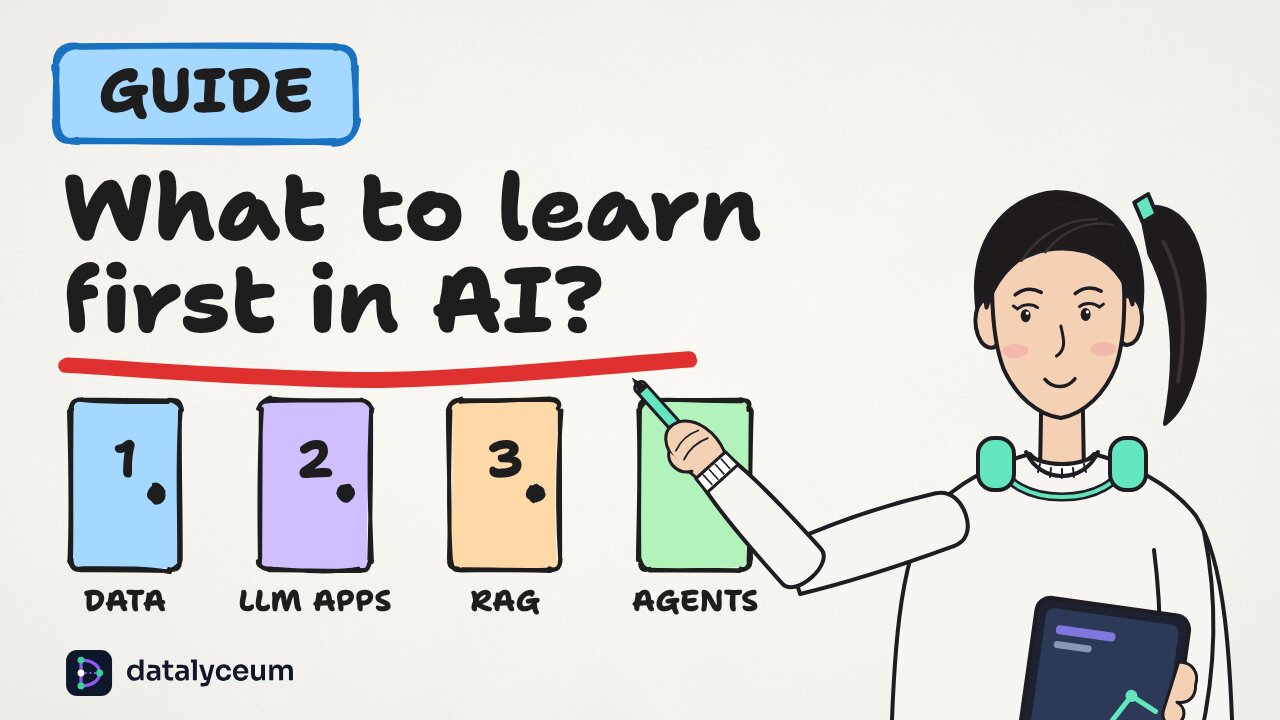 GUIDE
What to learn
first in AI?
1
2
3
DATA
LLM APPS
RAG
AGENTS
datalyceum